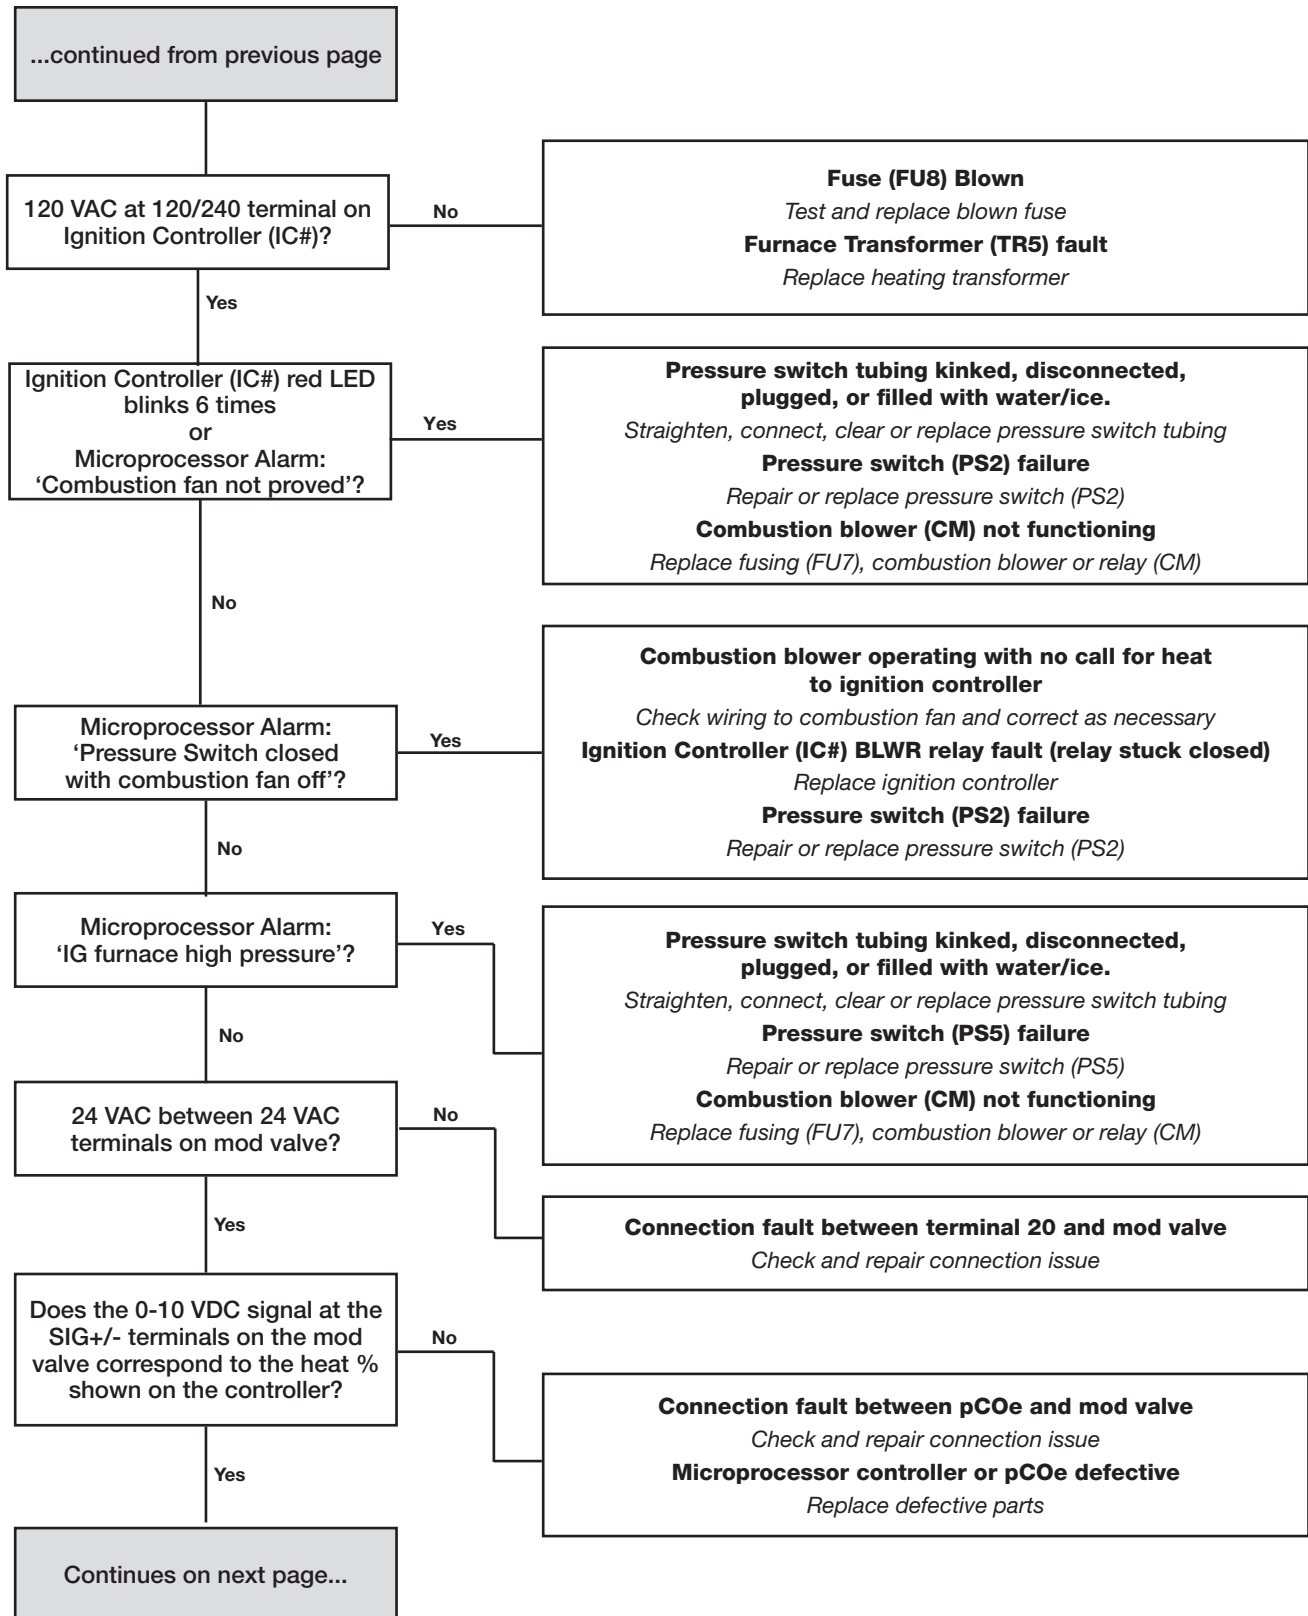 ...continued from previous page
120 VAC at 120/240 terminal on
Ignition Controller (IC#)?
No
Fuse (FU8) Blown
Test and replace blown fuse
Furnace Transformer (TR5) fault
Replace heating transformer
Yes
Ignition Controller (IC#) red LED
blinks 6 times
or
Microprocessor Alarm:
‘Combustion fan not proved’?
Yes
Pressure switch tubing kinked, disconnected,
plugged, or filled with water/ice.
Straighten, connect, clear or replace pressure switch tubing
Pressure switch (PS2) failure
Repair or replace pressure switch (PS2)
Combustion blower (CM) not functioning
Replace fusing (FU7), combustion blower or relay (CM)
No
Microprocessor Alarm:
‘Pressure Switch closed
with combustion fan off’?
Yes
Combustion blower operating with no call for heat
to ignition controller
Check wiring to combustion fan and correct as necessary
Ignition Controller (IC#) BLWR relay fault (relay stuck closed)
Replace ignition controller
Pressure switch (PS2) failure
Repair or replace pressure switch (PS2)
No
Microprocessor Alarm:
‘IG furnace high pressure’?
Yes
Pressure switch tubing kinked, disconnected,
plugged, or filled with water/ice.
Straighten, connect, clear or replace pressure switch tubing
Pressure switch (PS5) failure
Repair or replace pressure switch (PS5)
Combustion blower (CM) not functioning
Replace fusing (FU7), combustion blower or relay (CM)
No
24 VAC between 24 VAC
terminals on mod valve?
No
Connection fault between terminal 20 and mod valve
Check and repair connection issue
Yes
Does the 0-10 VDC signal at the
SIG+/- terminals on the mod
valve correspond to the heat %
shown on the controller?
No
Connection fault between pCOe and mod valve
Check and repair connection issue
Microprocessor controller or pCOe defective
Replace defective parts
Yes
Continues on next page...